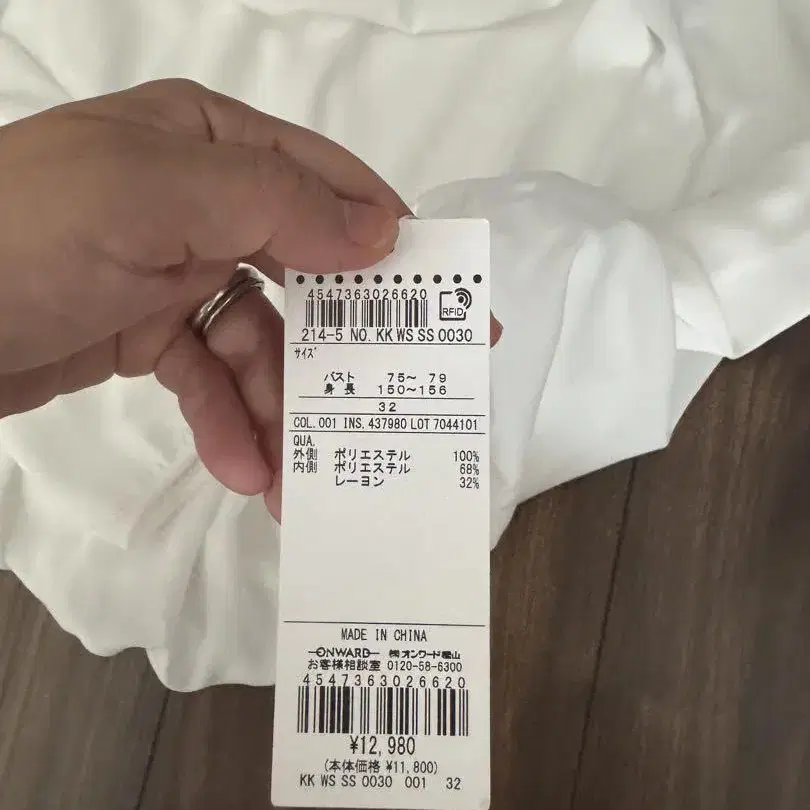 4547363026620
RFID
214-5 NO. KK WS SS 0030
ｻｲｽﾞ
バスト 75～ 79
身 長 150～156
32
COL. 001 INS. 437980 LOT 7044101
QUA.
外側 ポリエステル 100%
内側 ポリエステル 68%
レーヨン 32%
MADE IN CHINA
ONWARD ㈱オンワード樫山
お客様相談室 0120-58-6300
4547363026620
¥12,980
(本体価格 ¥11,800)
KK WS SS 0030 001 32